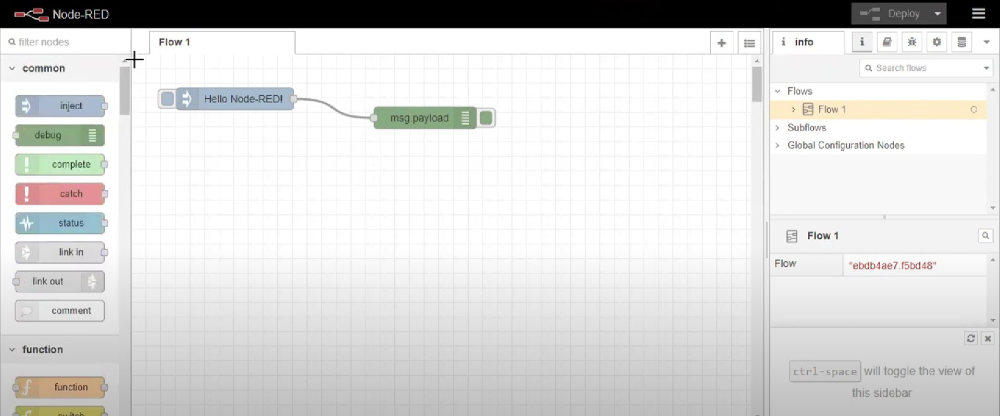 Node-RED
Deploy
filter nodes
Flow 1
info
common
Search flows
inject
Hello Node-RED!
msg.payload
Flows
Flow 1
Subflows
Global Configuration Nodes
debug
complete
catch
status
link in
link out
comment
Flow 1
Flow
"ebdb4ae7.f5bd48"
function
function
switch
ctrl-space will toggle the view of
this sidebar